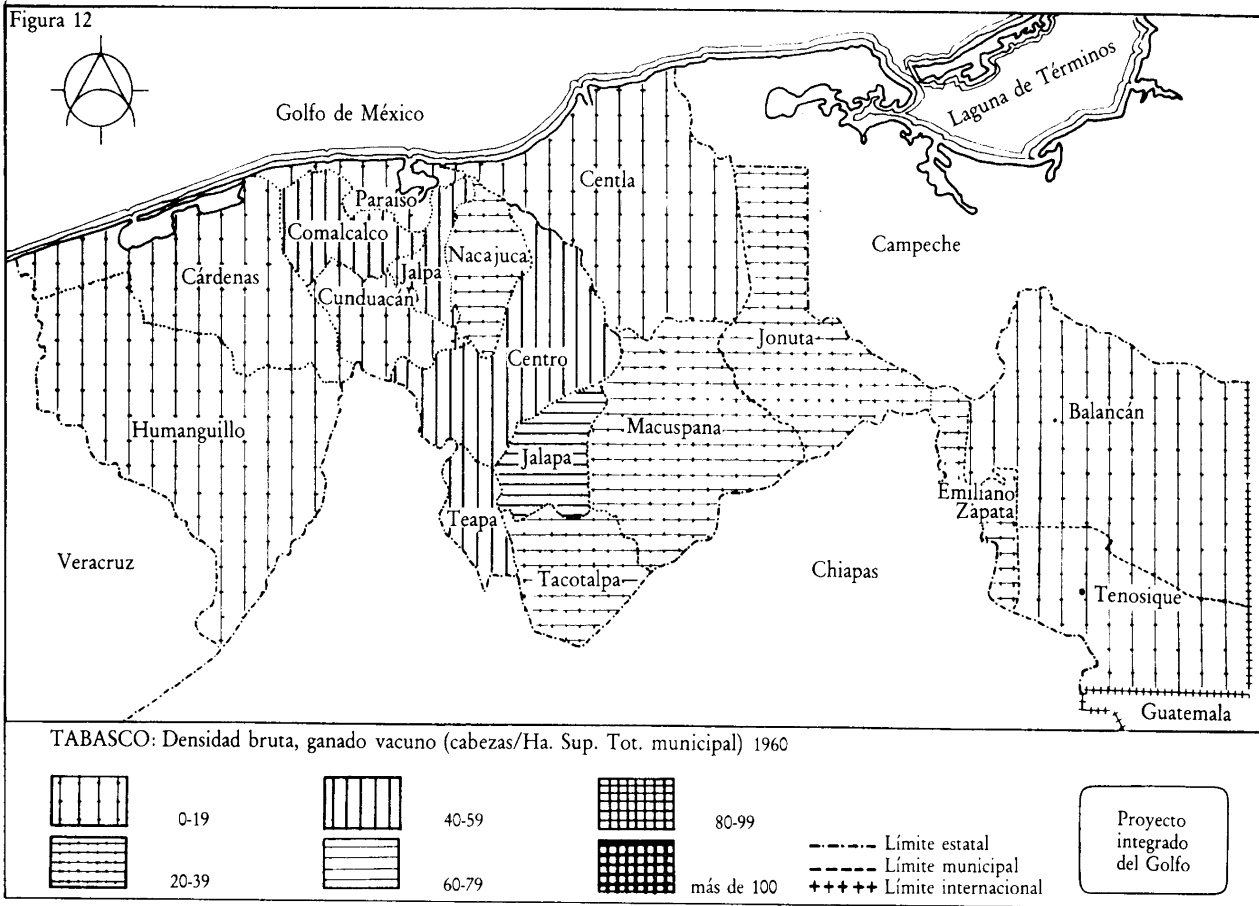 Figura 12
Golfo de México
Laguna de Términos
Centla
Paraíso
Comalcalco
Campeche
Nacajuca
Jalpa
Cárdenas
Cunduacán
Jonuta
Centro
Balancán
Humanguillo
Macuspana
Jalapa
Emiliano
Zapata
Teapa
Veracruz
Chiapas
Tacotalpa
Tenosique
Guatemala
TABASCO: Densidad bruta, ganado vacuno (cabezas/Ha. Sup. Tot. municipal) 1960
0-19
40-59
80-99
20-39
60-79
más de 100
Límite estatal
Límite municipal
Límite internacional
Proyecto
integrado
del Golfo